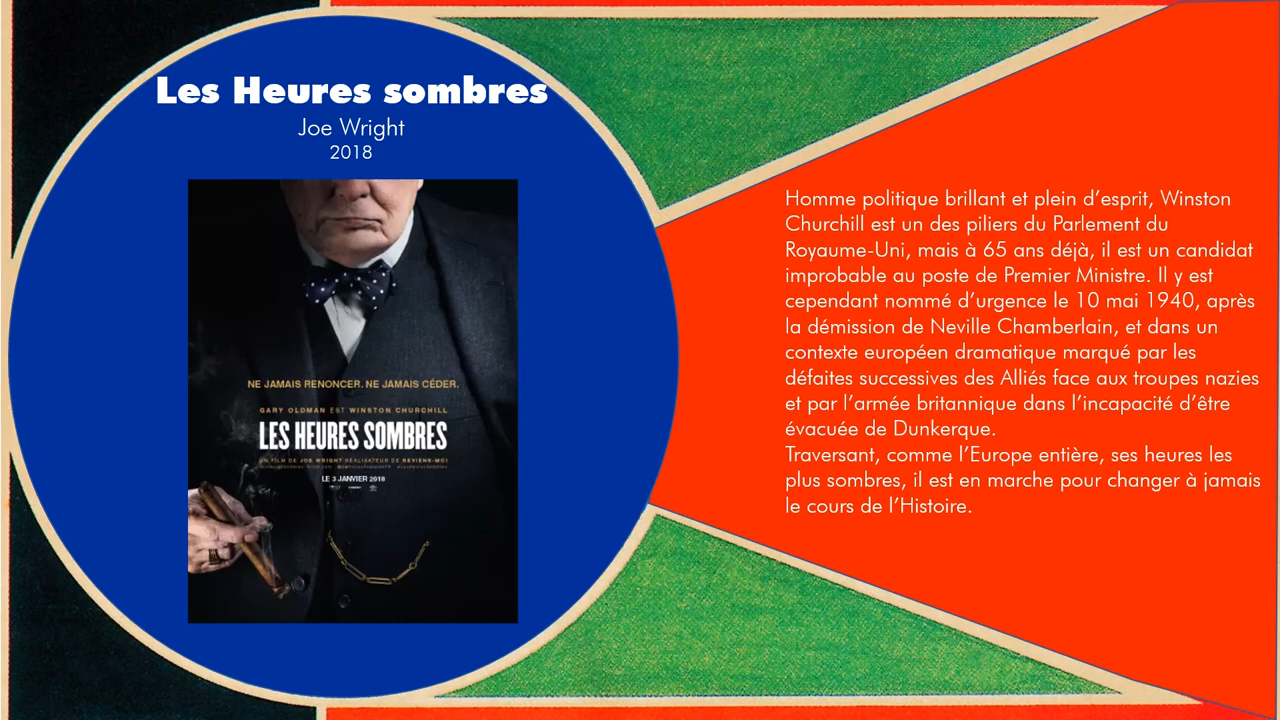 Les Heures sombres
Joe Wright
2018
NE JAMAIS RENONCER. NE JAMAIS CÉDER.
GARY OLDMAN EST WINSTON CHURCHILL
LES HEURES SOMBRES
UN FILM DE JOE WRIGHT RÉALISATEUR DE REVIENS-MOI
LE 3 JANVIER 2018
Homme politique brillant et plein d’esprit, Winston
Churchill est un des piliers du Parlement du
Royaume-Uni, mais à 65 ans déjà, il est un candidat
improbable au poste de Premier Ministre. Il y est
cependant nommé d’urgence le 10 mai 1940, après
la démission de Neville Chamberlain, et dans un
contexte européen dramatique marqué par les
défaites successives des Alliés face aux troupes nazies
et par l’armée britannique dans l’incapacité d’être
évacuée de Dunkerque.
Traversant, comme l’Europe entière, ses heures les
plus sombres, il est en marche pour changer à jamais
le cours de l’Histoire.